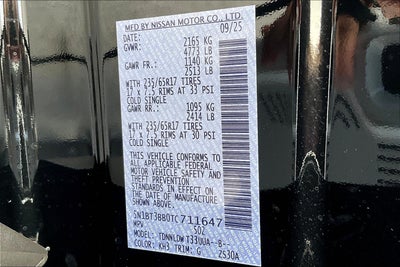 MFD BY NISSAN MOTOR CO., LTD.
DATE: 09/25
GVWR: 2165 KG
4773 LB
GAWR FR.: 1140 KG
2513 LB
WITH 235/65R17 TIRES
17 x 7.5 RIMS AT 33 PSI
COLD SINGLE
GAWR RR.: 1095 KG
2414 LB
WITH 235/65R17 TIRES
17 x 7.5 RIMS AT 30 PSI
COLD SINGLE
THIS VEHICLE CONFORMS TO
ALL APPLICABLE FEDERAL
MOTOR VEHICLE SAFETY AND
THEFT PREVENTION
STANDARDS IN EFFECT ON
THE DATE OF MANUFACTURE
SHOWN ABOVE.
5N1BT3BB0TC711647
MPV
MODEL:
COLOR: KH3 TRIM: G